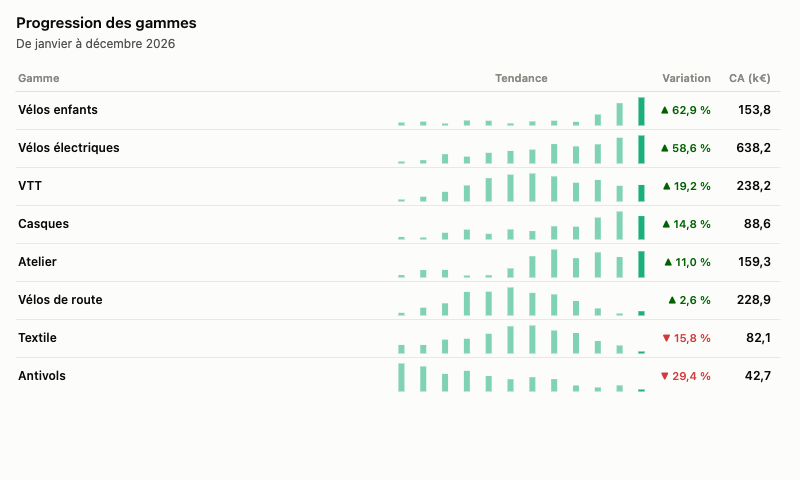 Progression des gammes
De janvier à décembre 2026
Gamme Tendance Variation CA (k€)
Vélos enfants ▲ 62,9 % 153,8
Vélos électriques ▲ 58,6 % 638,2
VTT ▲ 19,2 % 238,2
Casques ▲ 14,8 % 88,6
Atelier ▲ 11,0 % 159,3
Vélos de route ▲ 2,6 % 228,9
Textile ▼ 15,8 % 82,1
Antivols ▼ 29,4 % 42,7